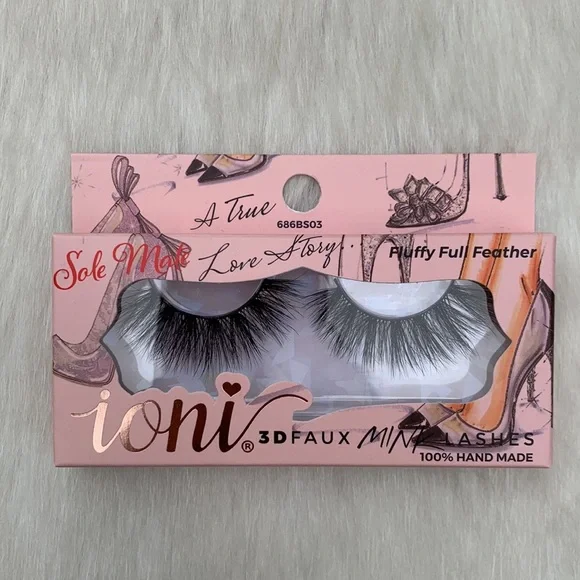 A True
686BS03
Sole Mate
Love Story...
Fluffy Full Feather
ioni®
3D FAUX MINK LASHES
100% HAND MADE